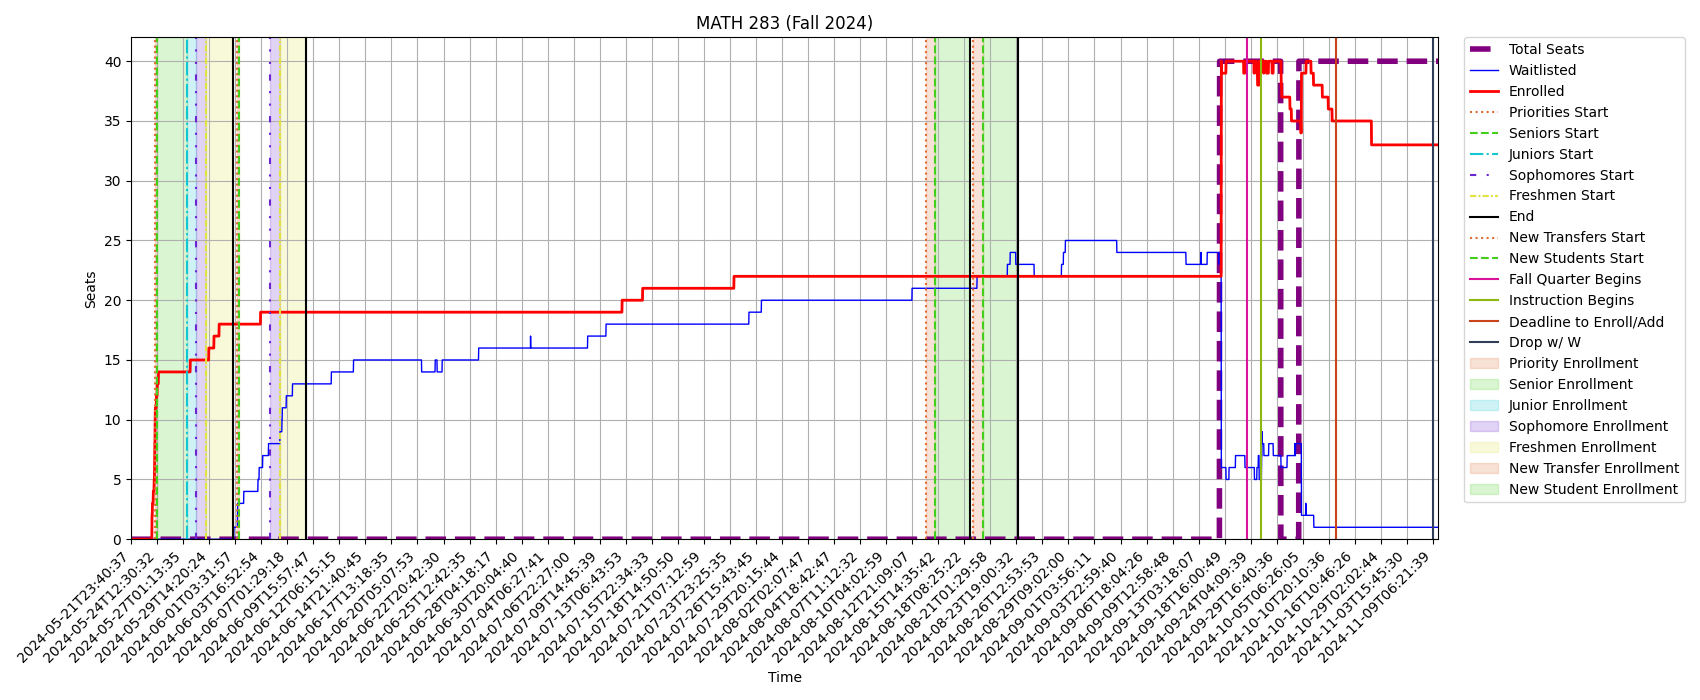 MATH 283 (Fall 2024)
Seats
40
35
30
25
20
15
10
5
0
2024-05-21T23:40:37
2024-05-24T12:30:32
2024-05-27T01:13:35
2024-05-29T14:20:24
2024-06-01T03:31:57
2024-06-03T16:52:54
2024-06-07T01:29:18
2024-06-09T15:57:47
2024-06-12T06:15:15
2024-06-14T21:40:45
2024-06-17T13:18:35
2024-06-20T05:07:53
2024-06-22T20:42:30
2024-06-25T12:42:35
2024-06-28T04:18:17
2024-06-30T20:04:40
2024-07-04T06:27:41
2024-07-06T22:27:00
2024-07-09T14:45:39
2024-07-13T06:43:53
2024-07-15T22:34:33
2024-07-18T14:50:50
2024-07-21T07:12:59
2024-07-23T23:25:35
2024-07-26T15:43:45
2024-07-29T20:15:44
2024-08-02T02:07:47
2024-08-04T18:42:47
2024-08-07T11:12:32
2024-08-10T04:02:59
2024-08-12T21:09:07
2024-08-15T14:35:42
2024-08-18T08:25:22
2024-08-21T01:29:58
2024-08-23T19:00:32
2024-08-26T12:53:53
2024-08-29T09:02:00
2024-09-01T03:56:11
2024-09-03T22:59:40
2024-09-06T18:04:26
2024-09-09T12:58:48
2024-09-13T03:18:07
2024-09-18T16:00:49
2024-09-24T04:09:39
2024-09-29T16:40:36
2024-10-05T06:26:05
2024-10-10T20:10:36
2024-10-16T10:46:26
2024-10-29T02:02:44
2024-11-03T15:45:30
2024-11-09T06:21:39
Time
Total Seats
Waitlisted
Enrolled
Priorities Start
Seniors Start
Juniors Start
Sophomores Start
Freshmen Start
End
New Transfers Start
New Students Start
Fall Quarter Begins
Instruction Begins
Deadline to Enroll/Add
Drop w/ W
Priority Enrollment
Senior Enrollment
Junior Enrollment
Sophomore Enrollment
Freshmen Enrollment
New Transfer Enrollment
New Student Enrollment